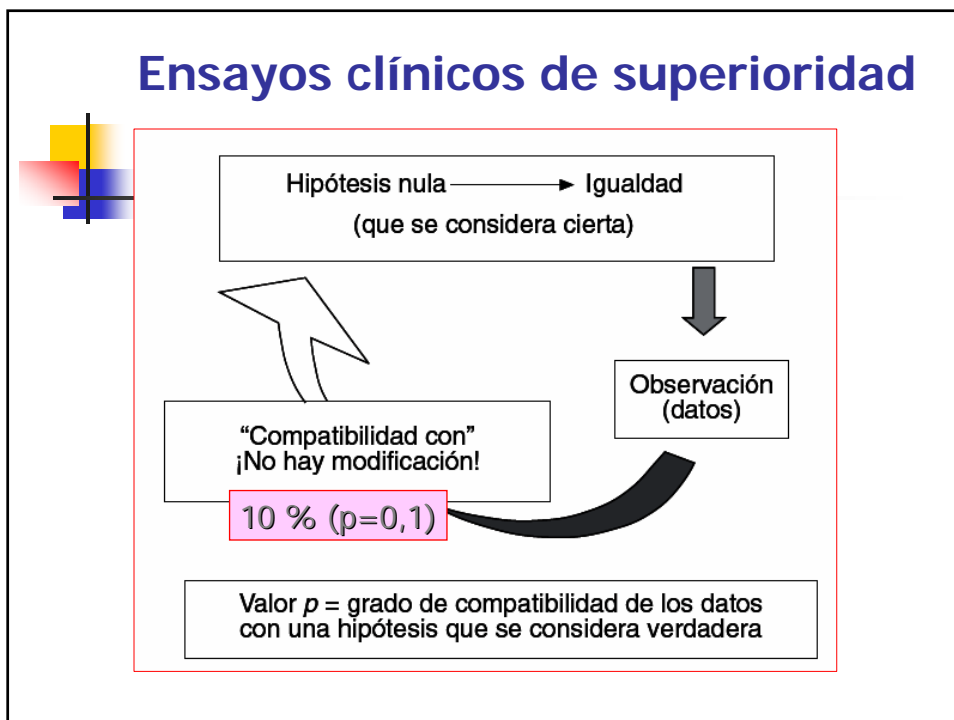 Ensayos clínicos de superioridad
Hipótesis nula Igualdad
(que se considera cierta)
Observación
(datos)
“Compatibilidad con”
¡No hay modificación!
10 % (p=0,1)
Valor p = grado de compatibilidad de los datos
con una hipótesis que se considera verdadera